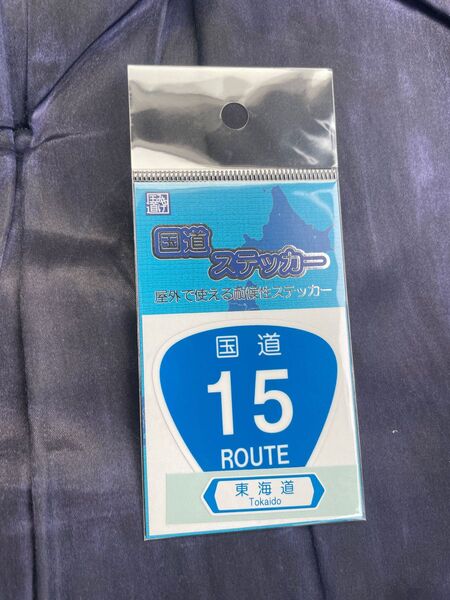 国道
ステッカー
屋外で使える耐候性ステッカー
国道
15
ROUTE
東海道
Tokaido